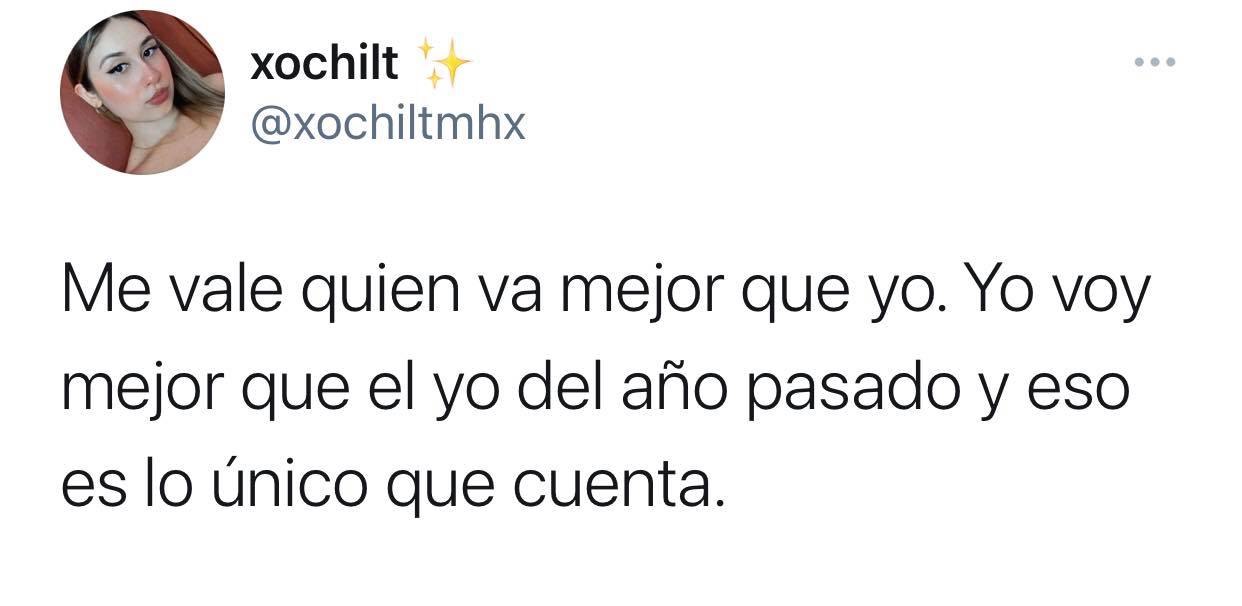 xochilt ✨
@xochiltmhx
Me vale quien va mejor que yo. Yo voy
mejor que el yo del año pasado y eso
es lo único que cuenta.